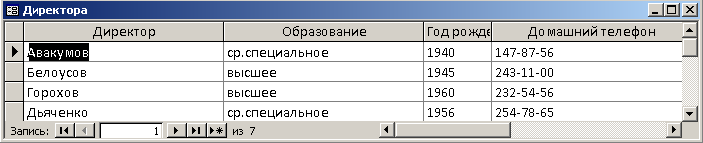 Директора
Директор Образование Год рожде Домашний телефон
Авакумов ср.специальное 1940 147-87-56
Белоусов высшее 1945 243-11-00
Горохов высшее 1960 232-54-56
Дьяченко ср.специальное 1956 254-78-65
Запись: 1 из 7